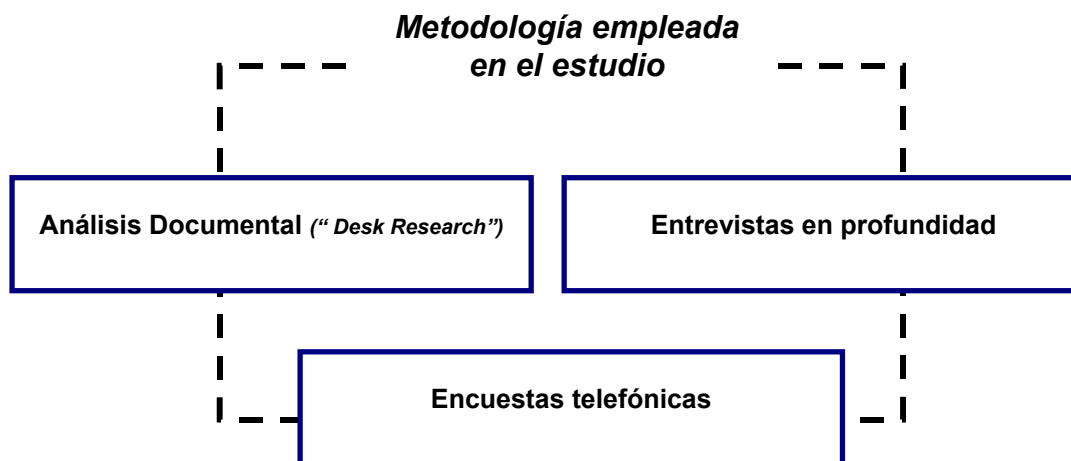 Metodología empleada
en el estudio
Análisis Documental (“ Desk Research”)
Entrevistas en profundidad
Encuestas telefónicas